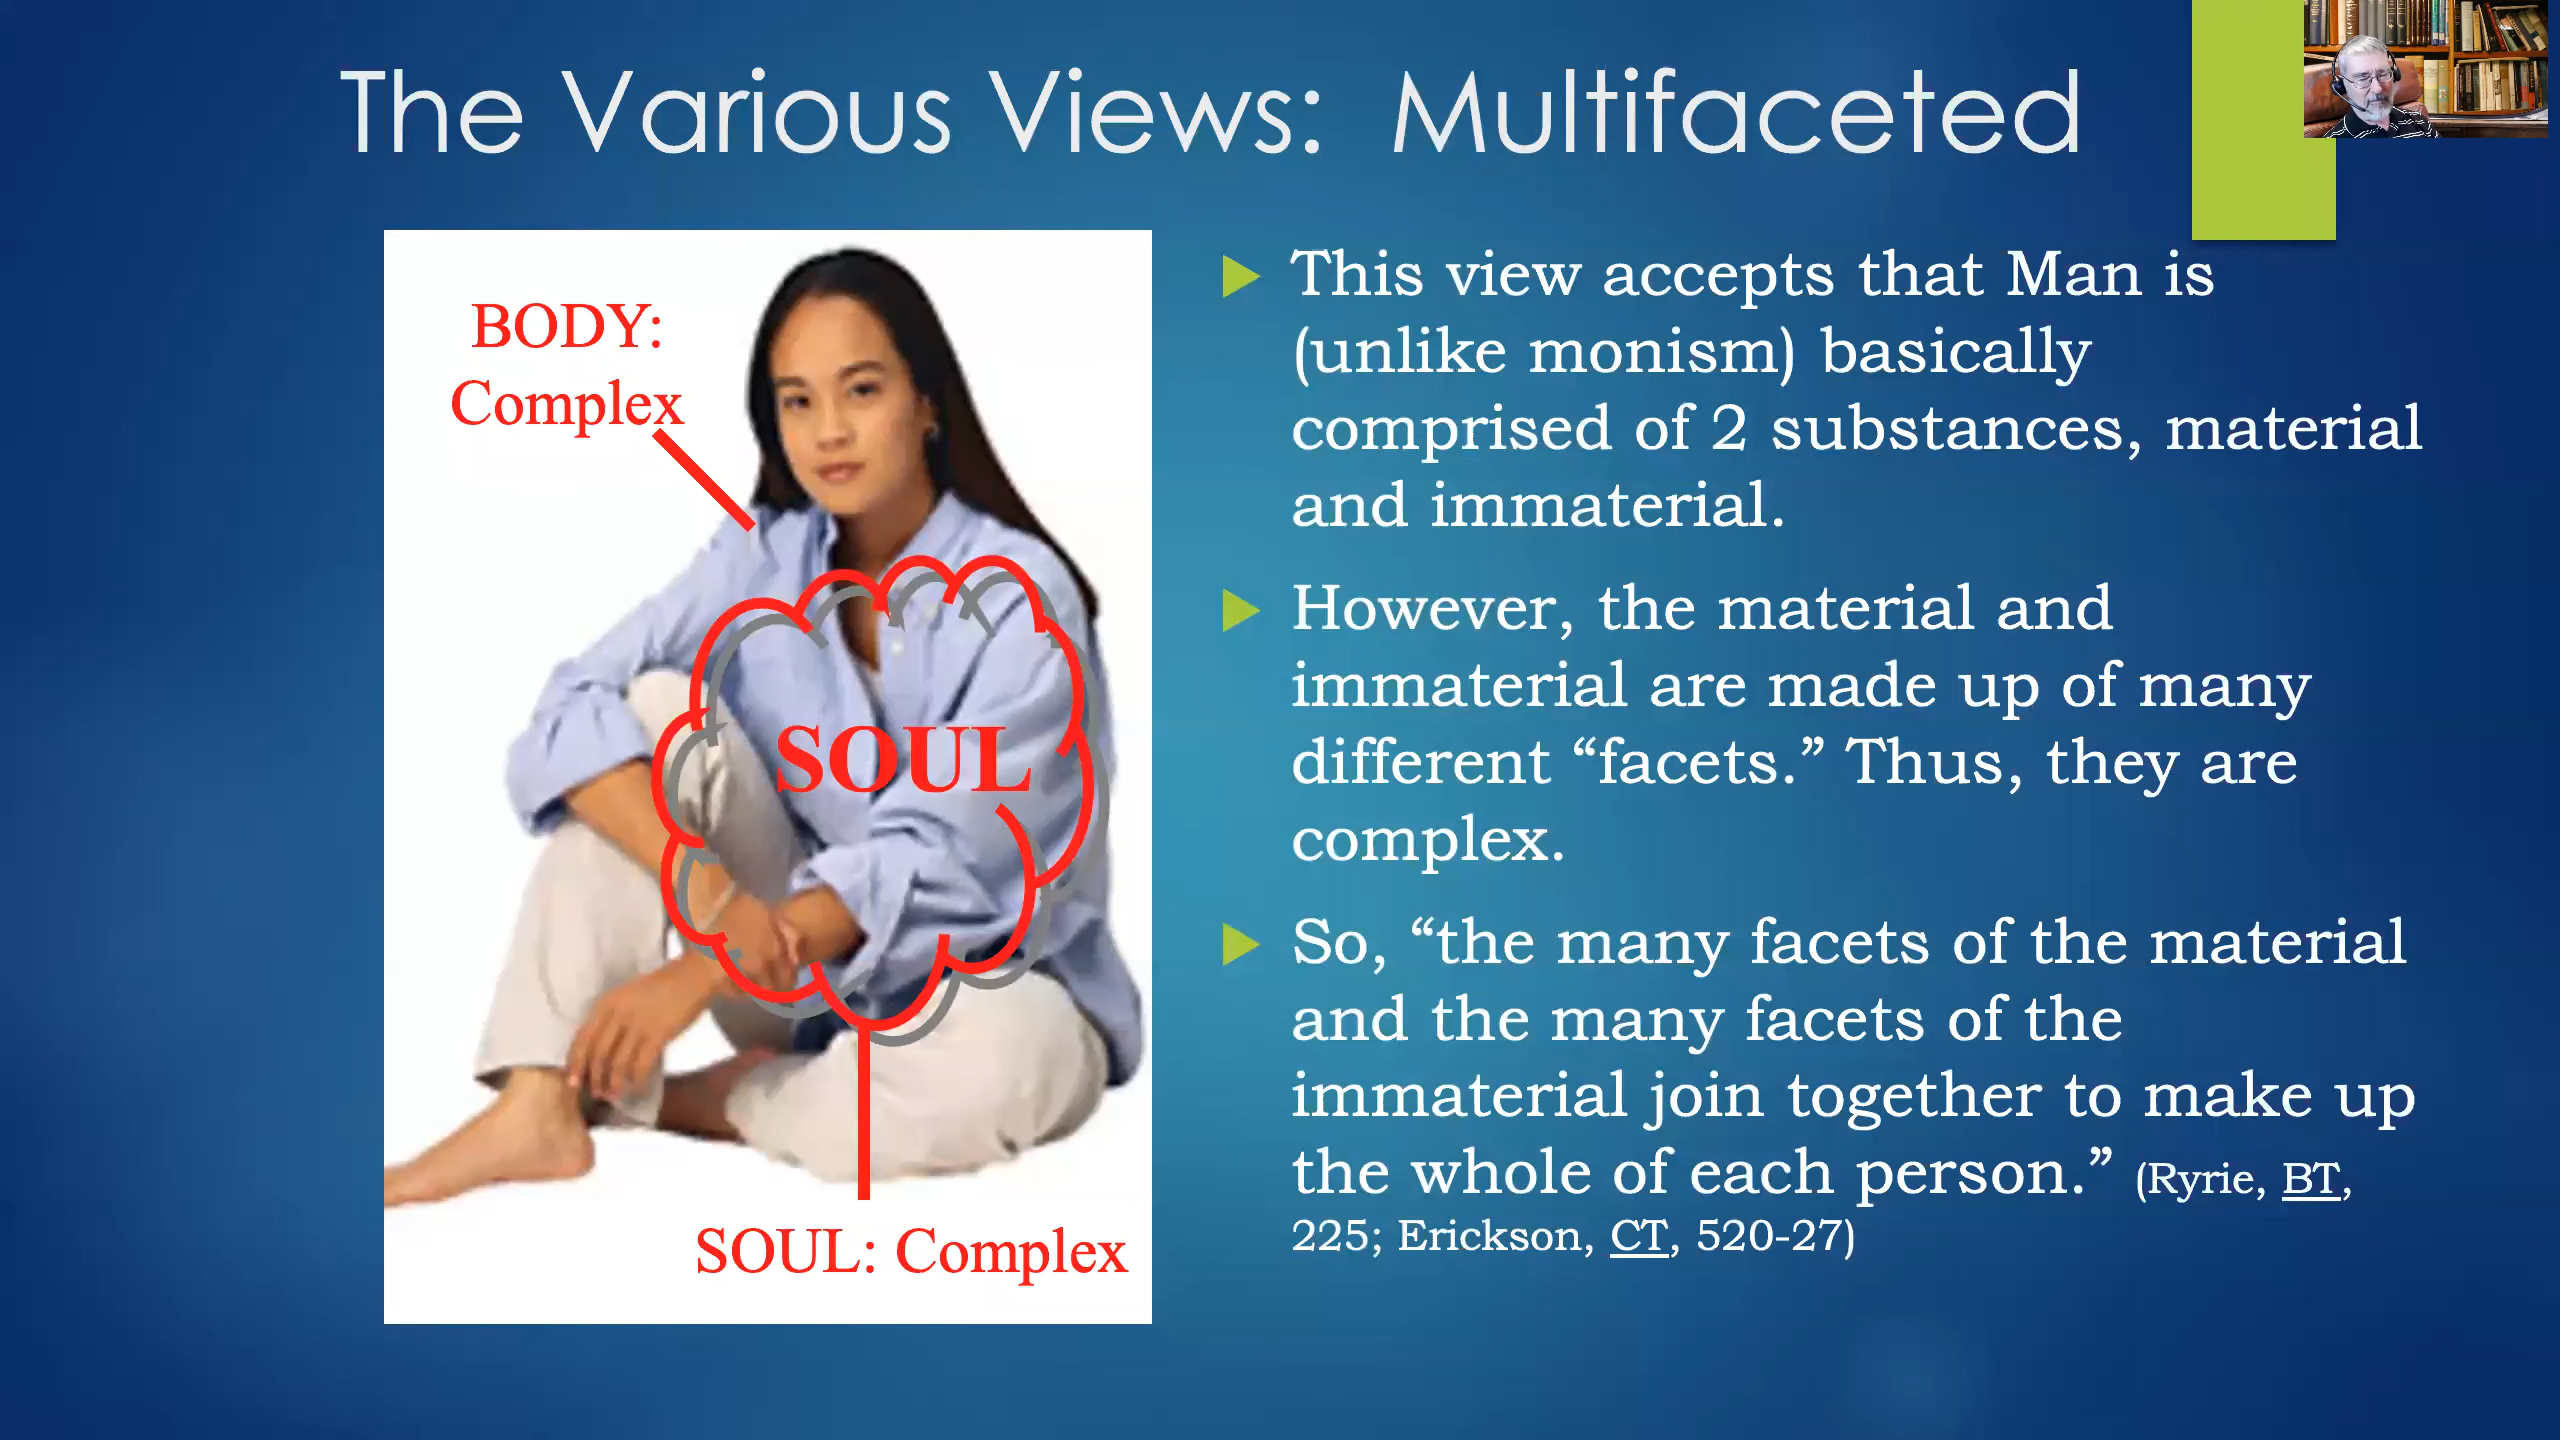 The Various Views:  Multifaceted
BODY:
Complex
SOUL
SOUL: Complex
This view accepts that Man is
(unlike monism) basically
comprised of 2 substances, material
and immaterial.
However, the material and
immaterial are made up of many
different “facets.” Thus, they are
complex.
So, “the many facets of the material
and the many facets of the
immaterial join together to make up
the whole of each person.” (Ryrie, BT,
225; Erickson, CT, 520-27)